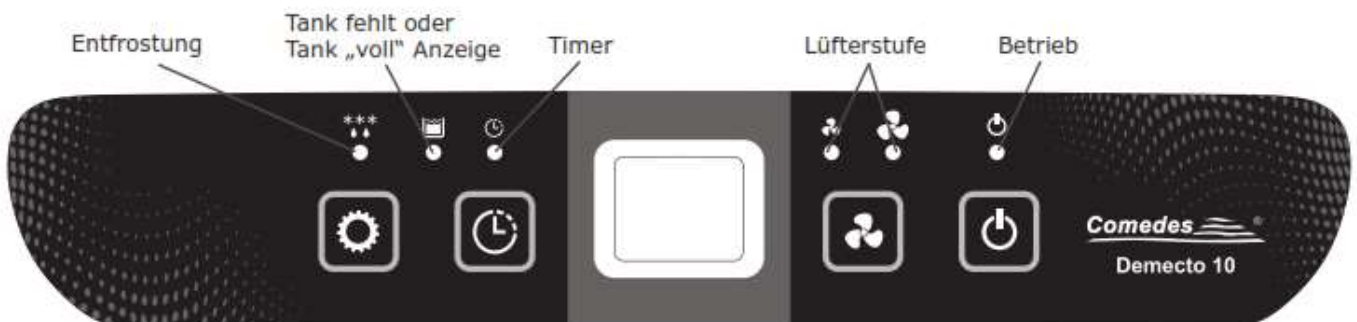 Tank fehlt oder
Entfrostung
Tank „voll" Anzeige
Timer
Lüfterstufe
Betrieb
Comedes
Demecto 10